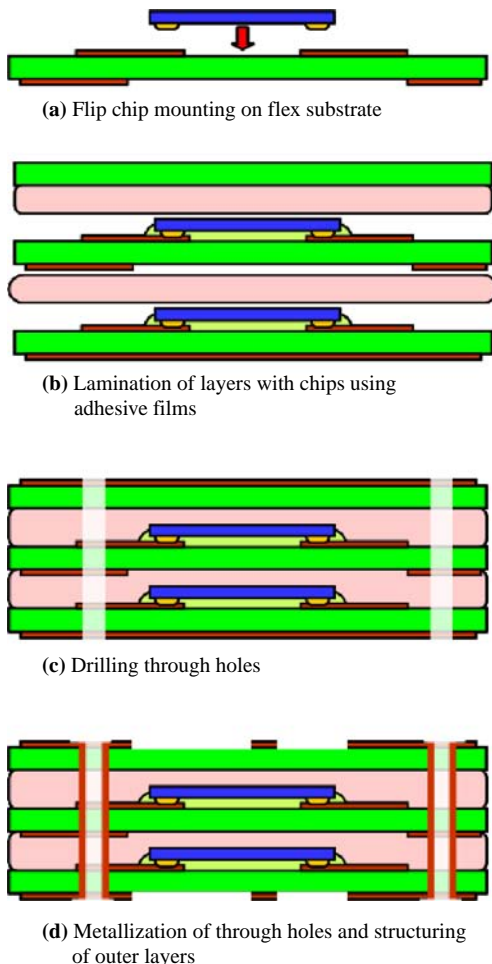 (a) Flip chip mounting on flex substrate
(b) Lamination of layers with chips using
adhesive films
(c) Drilling through holes
(d) Metallization of through holes and structuring
of outer layers